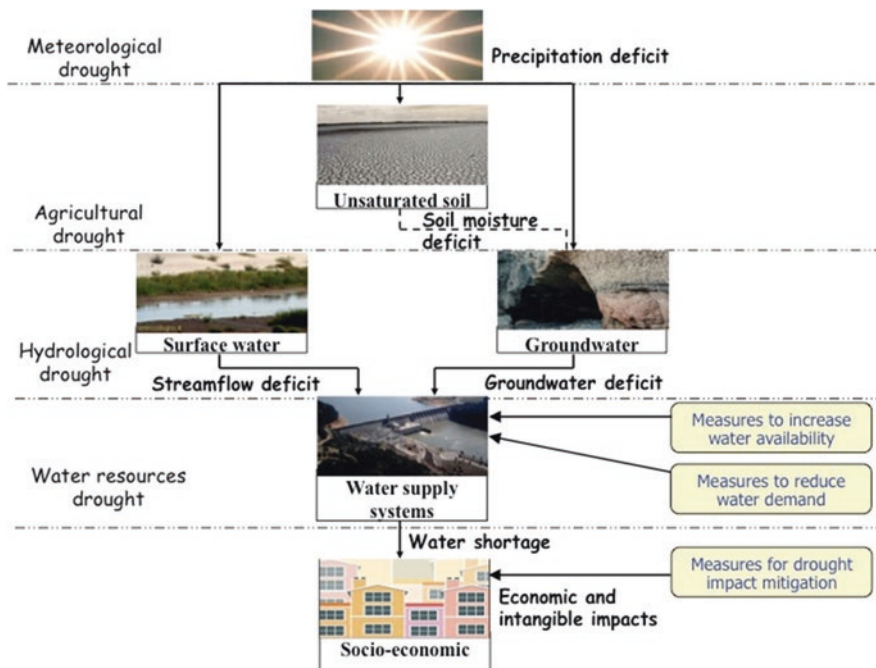 Meteorological
drought
Precipitation deficit
Unsaturated soil
Agricultural
drought
Soil moisture
deficit
Surface water
Groundwater
Hydrological
drought
Streamflow deficit
Groundwater deficit
Measures to increase
water availability
Water resources
drought
Water supply
systems
Measures to reduce
water demand
Water shortage
Measures for drought
impact mitigation
Economic and
intangible impacts
Socio-economic